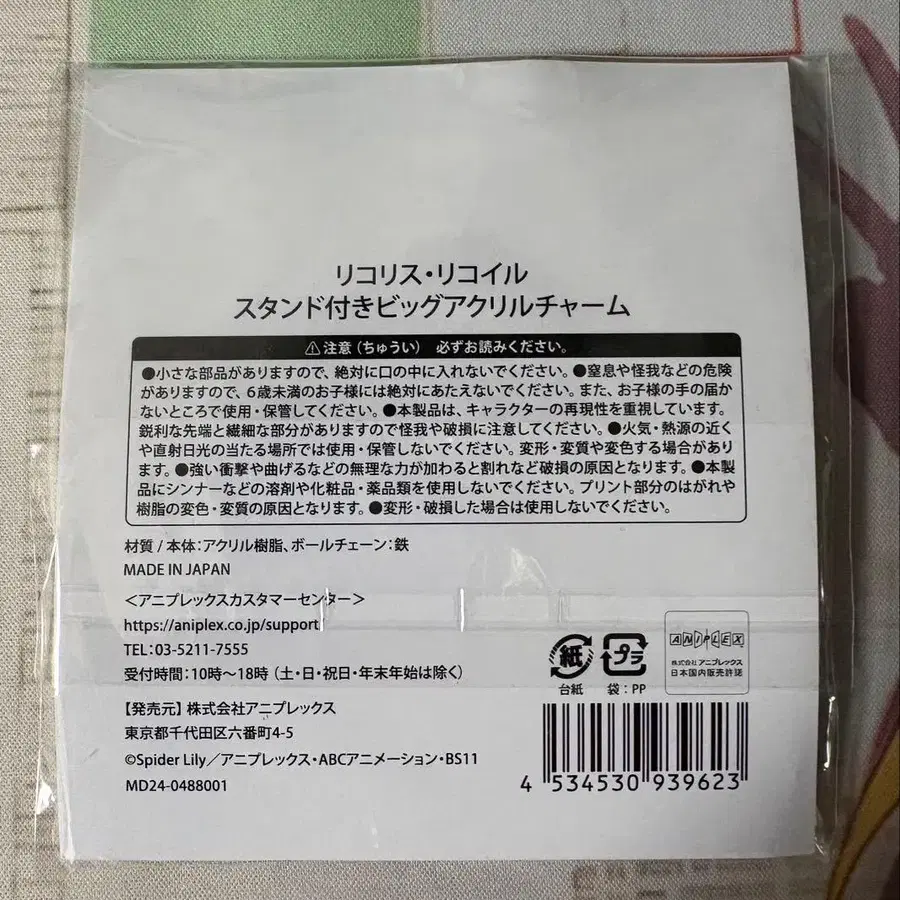 リコリス・リコイル
スタンド付きビッグアクリルチャーム
⚠注意（ちゅうい） 必ずお読みください。
●小さな部品がありますので、絶対に口の中に入れないでください。●窒息や怪我などの危険
がありますので、6歳未満のお子様には絶対にあたえないでください。また、お子様の手の届か
ないところで使用・保管してください。●本製品は、キャラクターの再現性を重視しています。
鋭利な先端と繊細な部分がありますので怪我や破損に注意してください。●火気・熱源の近く
や直射日光の当たる場所では使用・保管しないでください。変形・変質や変色する場合がありま
す。●強い衝撃や曲げるなどの無理な力が加わると割れなど破損の原因となります。●本製
品にシンナーなどの溶剤や化粧品・薬品類を使用しないでください。プリント部分のはがれや
樹脂の変色・変質の原因となります。●変形・破損した場合は使用しないでください。
材質 / 本体：アクリル樹脂、ボールチェーン：鉄
MADE IN JAPAN
＜アニプレックスカスタマーセンター＞
https://aniplex.co.jp/support
TEL：03-5211-7555
受付時間：10時～18時（土・日・祝日・年末年始は除く）
【発売元】株式会社アニプレックス
東京都千代田区六番町4-5
©Spider Lily／アニプレックス・ABCアニメーション・BS11
MD24-0488001
紙
台紙
プラ
袋：PP
ANIPLEX
株式会社 アニプレックス
日本国内販売許諾
4 534530 939623